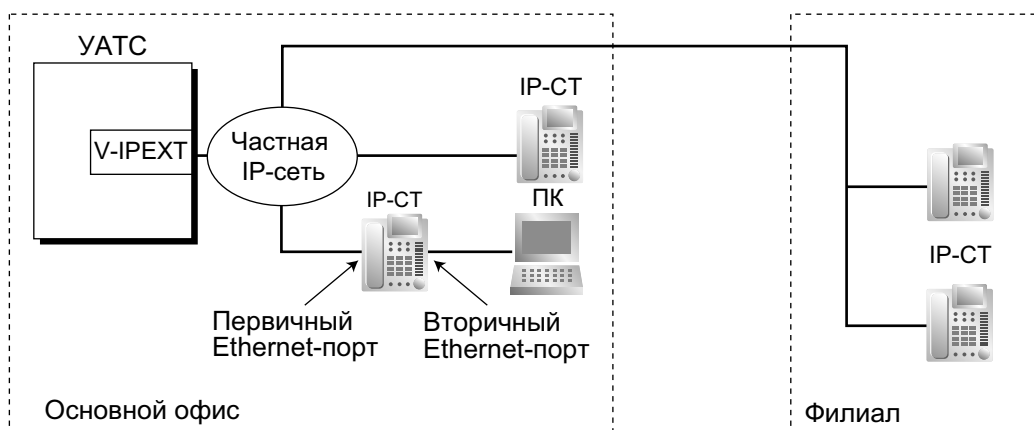 УАТС
V-IPEXT
Частная
IP-сеть
IP-СТ
IP-СТ
ПК
Первичный
Ethernet-порт
Вторичный
Ethernet-порт
Основной офис
IP-СТ
Филиал